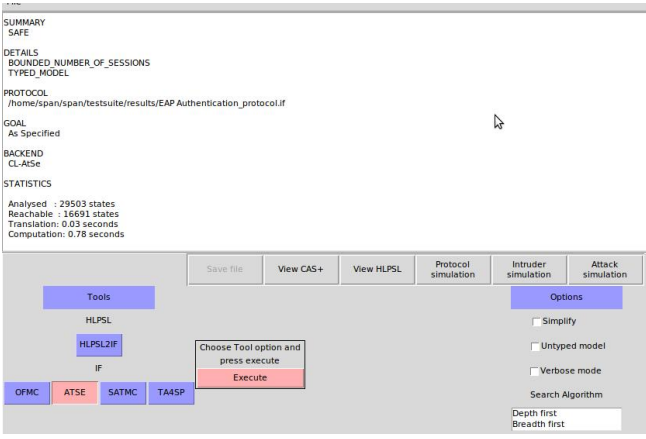 File
SUMMARY
SAFE
DETAILS
BOUNDED_NUMBER_OF_SESSIONS
TYPED_MODEL
PROTOCOL
/home/span/span/testsuite/results/EAP Authentication_protocol.if
GOAL
As Specified
BACKEND
CL-AtSe
STATISTICS
Analysed : 29503 states
Reachable : 16691 states
Translation: 0.03 seconds
Computation: 0.78 seconds
Save file
View CAS+
View HLPSL
Protocol
simulation
Intruder
simulation
Attack
simulation
Tools
HLPSL
HLPSL2IF
IF
OFMC
ATSE
SATMC
TA4SP
Choose Tool option and
press execute
Execute
Options
Simplify
Untyped model
Verbose mode
Search Algorithm
Depth first
Breadth first